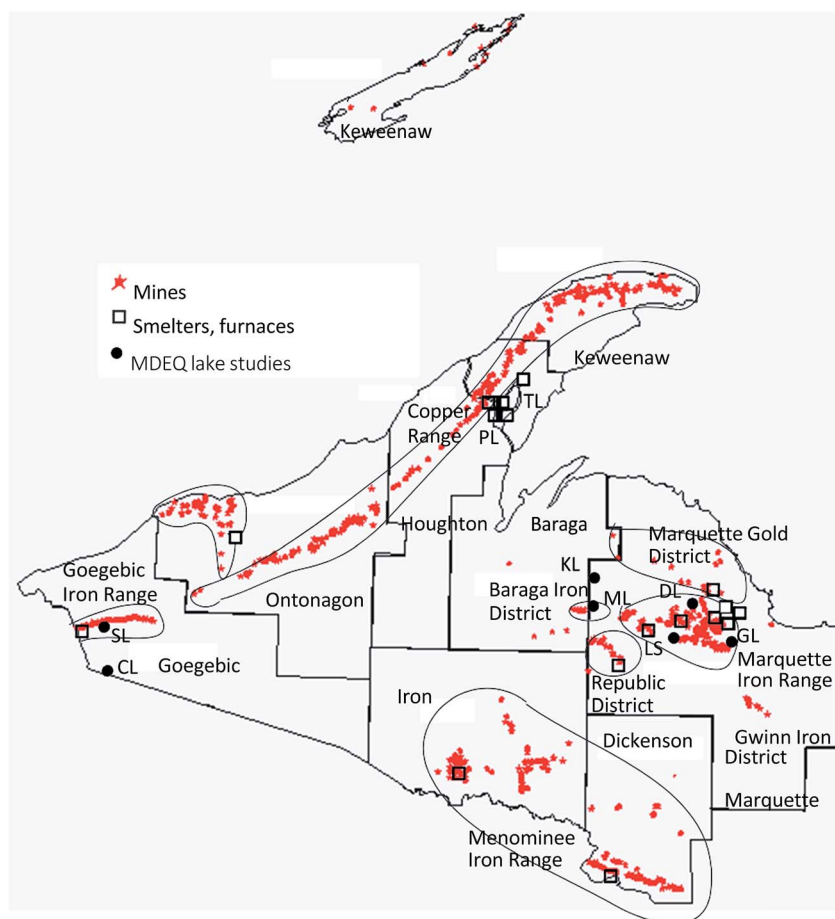 Keweenaw
Mines
Smelters, furnaces
MDEQ lake studies
Keweenaw
TL
Copper
Range
PL
Houghton
Baraga
Marquette Gold
District
KL
Goegebic
Iron Range
Baraga Iron
District
ML
DL
Ontonagon
SL
GL
LS
CL
Goegebic
Marquette
Iron Range
Republic
District
Iron
Gwinn Iron
District
Dickenson
Marquette
Menominee
Iron Range